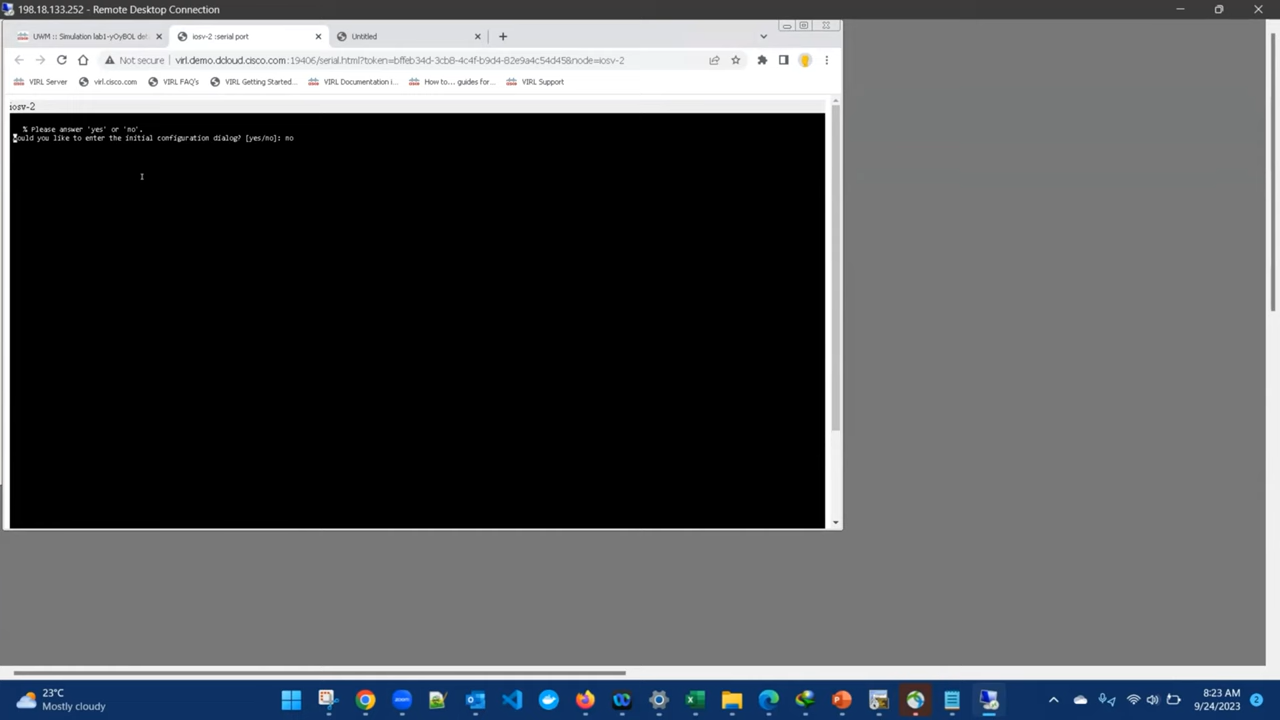 198.18.133.252 - Remote Desktop Connection
UWM :: Simulation lab1-yOyBOL det
iosv-2 :serial port
Untitled
Not secure
virl.demo.dcloud.cisco.com:19406/serial.html?token=bffeb34d-3cb8-4c4f-b9d4-82e9a4c54d45&node=iosv-2
VIRL Server
virl.cisco.com
VIRL FAQ's
VIRL Getting Started...
VIRL Documentation i...
How to... guides for...
VIRL Support
iosv-2
% Please answer 'yes' or 'no'.
Would you like to enter the initial configuration dialog? [yes/no]: no
23°C
Mostly cloudy
8:23 AM
9/24/2023
2